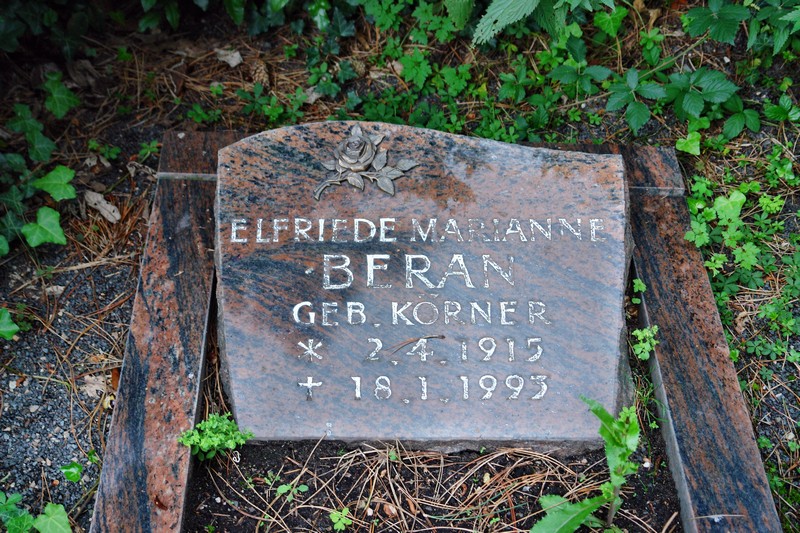 ELFRIEDE MARIANNE
BERAN
GEB. KÖRNER
* 2.4.1915
✝ 18.1.1993